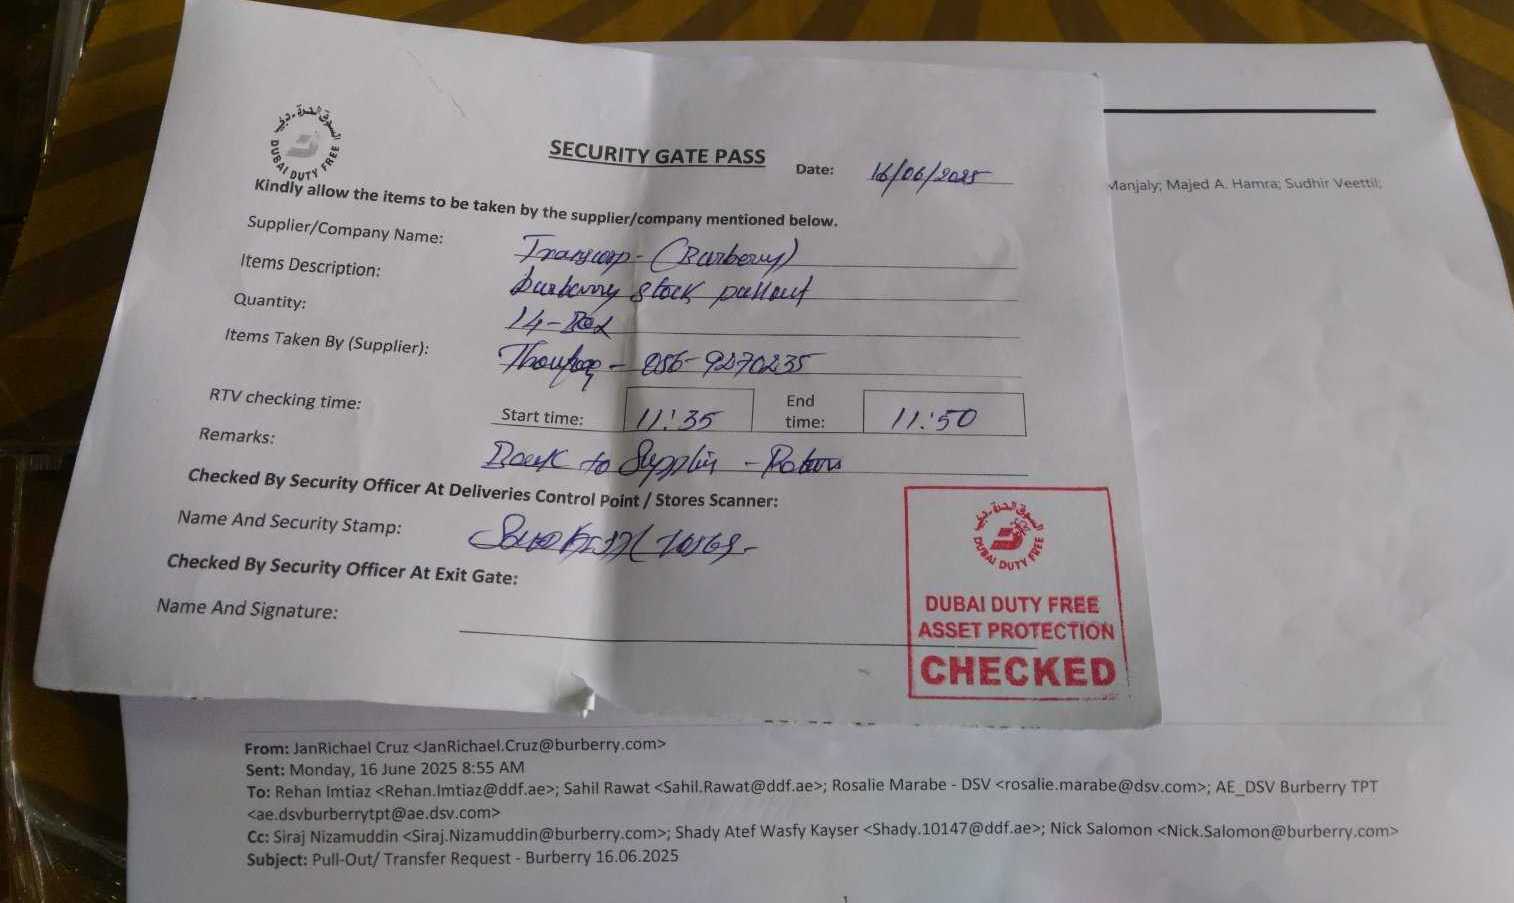 السوق الحرة - دبي
DUBAI DUTY FREE
SECURITY GATE PASS
Date: 16/06/2025
Kindly allow the items to be taken by the supplier/company mentioned below.
Supplier/Company Name: Transcorp - (Burberry)
Items Description: burberry stock pullout
Quantity: 14-Box
Items Taken By (Supplier): 056-9270235
RTV checking time: Start time: 11:35 End time: 11:50
Remarks: Back to Supplier - Return
Checked By Security Officer At Deliveries Control Point / Stores Scanner:
Name And Security Stamp:
Checked By Security Officer At Exit Gate:
Name And Signature:
السوق الحرة - دبي
DUBAI DUTY FREE
DUBAI DUTY FREE
ASSET PROTECTION
CHECKED
Manjaly; Majed A. Hamra; Sudhir Veettil;
From: JanRichael Cruz <JanRichael.Cruz@burberry.com>
Sent: Monday, 16 June 2025 8:55 AM
To: Rehan Imtiaz <Rehan.Imtiaz@ddf.ae>; Sahil Rawat <Sahil.Rawat@ddf.ae>; Rosalie Marabe - DSV <rosalie.marabe@dsv.com>; AE_DSV Burberry TPT
<ae.dsvburberrytpt@ae.dsv.com>
Cc: Siraj Nizamuddin <Siraj.Nizamuddin@burberry.com>; Shady Atef Wasfy Kayser <Shady.10147@ddf.ae>; Nick Salomon <Nick.Salomon@burberry.com>
Subject: Pull-Out/ Transfer Request - Burberry 16.06.2025